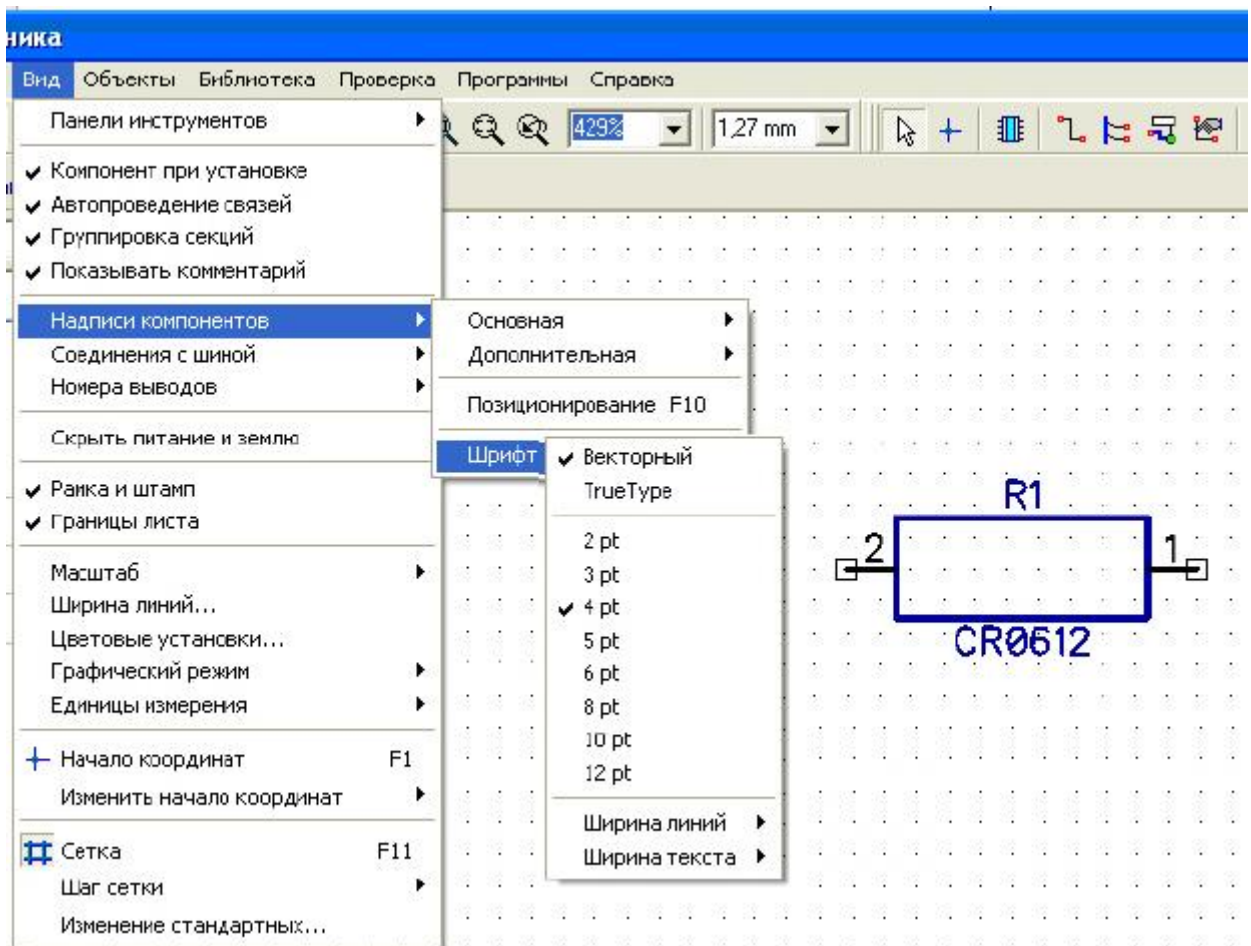 ника
Вид Объекты Библиотека Проверка Программы Справка
Панели инструментов
429% 1,27 mm
Компонент при установке
Автопроведение связей
Группировка секций
Показывать комментарий
Надписи компонентов
Соединения с шиной
Номера выводов
Скрыть питание и землю
Рамка и штамп
Границы листа
Масштаб
Ширина линий...
Цветовые установки...
Графический режим
Единицы измерения
Начало координат F1
Изменить начало координат
Сетка F11
Шаг сетки
Изменение стандартных...
Основная
Дополнительная
Позиционирование F10
Шрифт
Векторный
TrueType
2 pt
3 pt
4 pt
5 pt
6 pt
8 pt
10 pt
12 pt
Ширина линий
Ширина текста
R1
2 1
CR0612